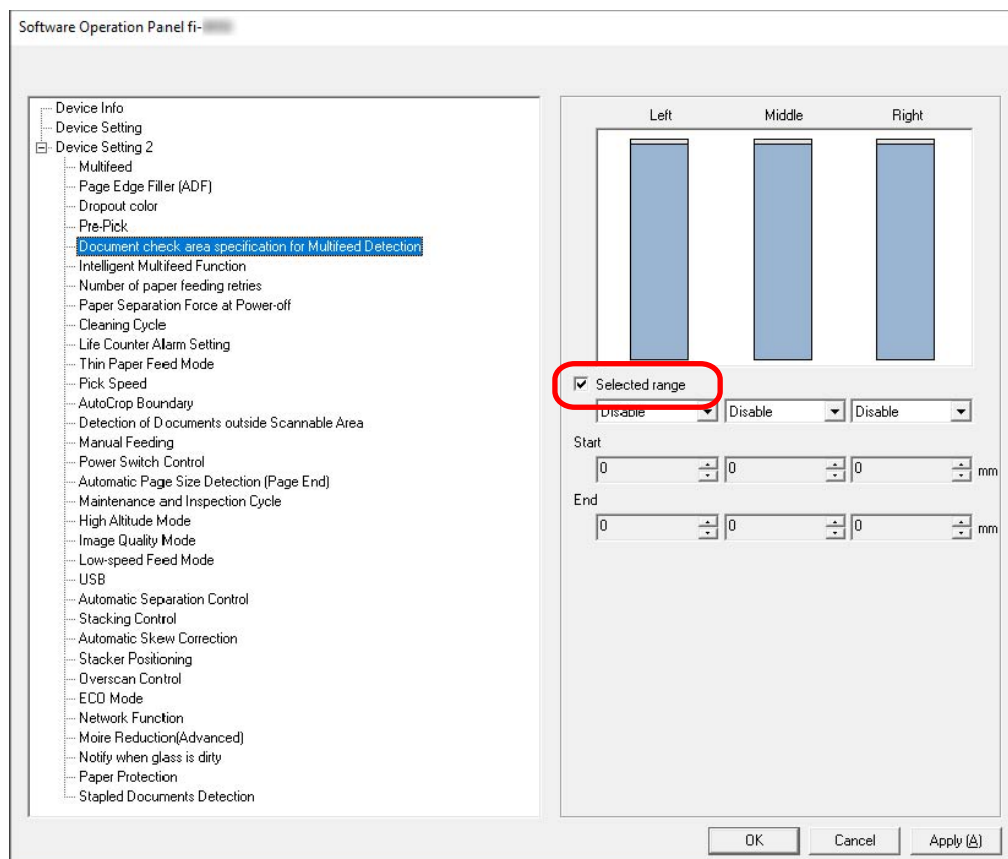 Software Operation Panel fi-
Device Info
Device Setting
Device Setting 2
Multifeed
Page Edge Filler (ADF)
Dropout color
Pre-Pick
Document check area specification for Multifeed Detection
Intelligent Multifeed Function
Number of paper feeding retries
Paper Separation Force at Power-off
Cleaning Cycle
Life Counter Alarm Setting
Thin Paper Feed Mode
Pick Speed
AutoCrop Boundary
Detection of Documents outside Scannable Area
Manual Feeding
Power Switch Control
Automatic Page Size Detection (Page End)
Maintenance and Inspection Cycle
High Altitude Mode
Image Quality Mode
Low-speed Feed Mode
USB
Automatic Separation Control
Stacking Control
Automatic Skew Correction
Stacker Positioning
Overscan Control
ECO Mode
Network Function
Moire Reduction(Advanced)
Notify when glass is dirty
Paper Protection
Stapled Documents Detection
Left Middle Right
Selected range
Disable Disable Disable
Start
0 0 0 mm
End
0 0 0 mm
OK Cancel Apply (A)